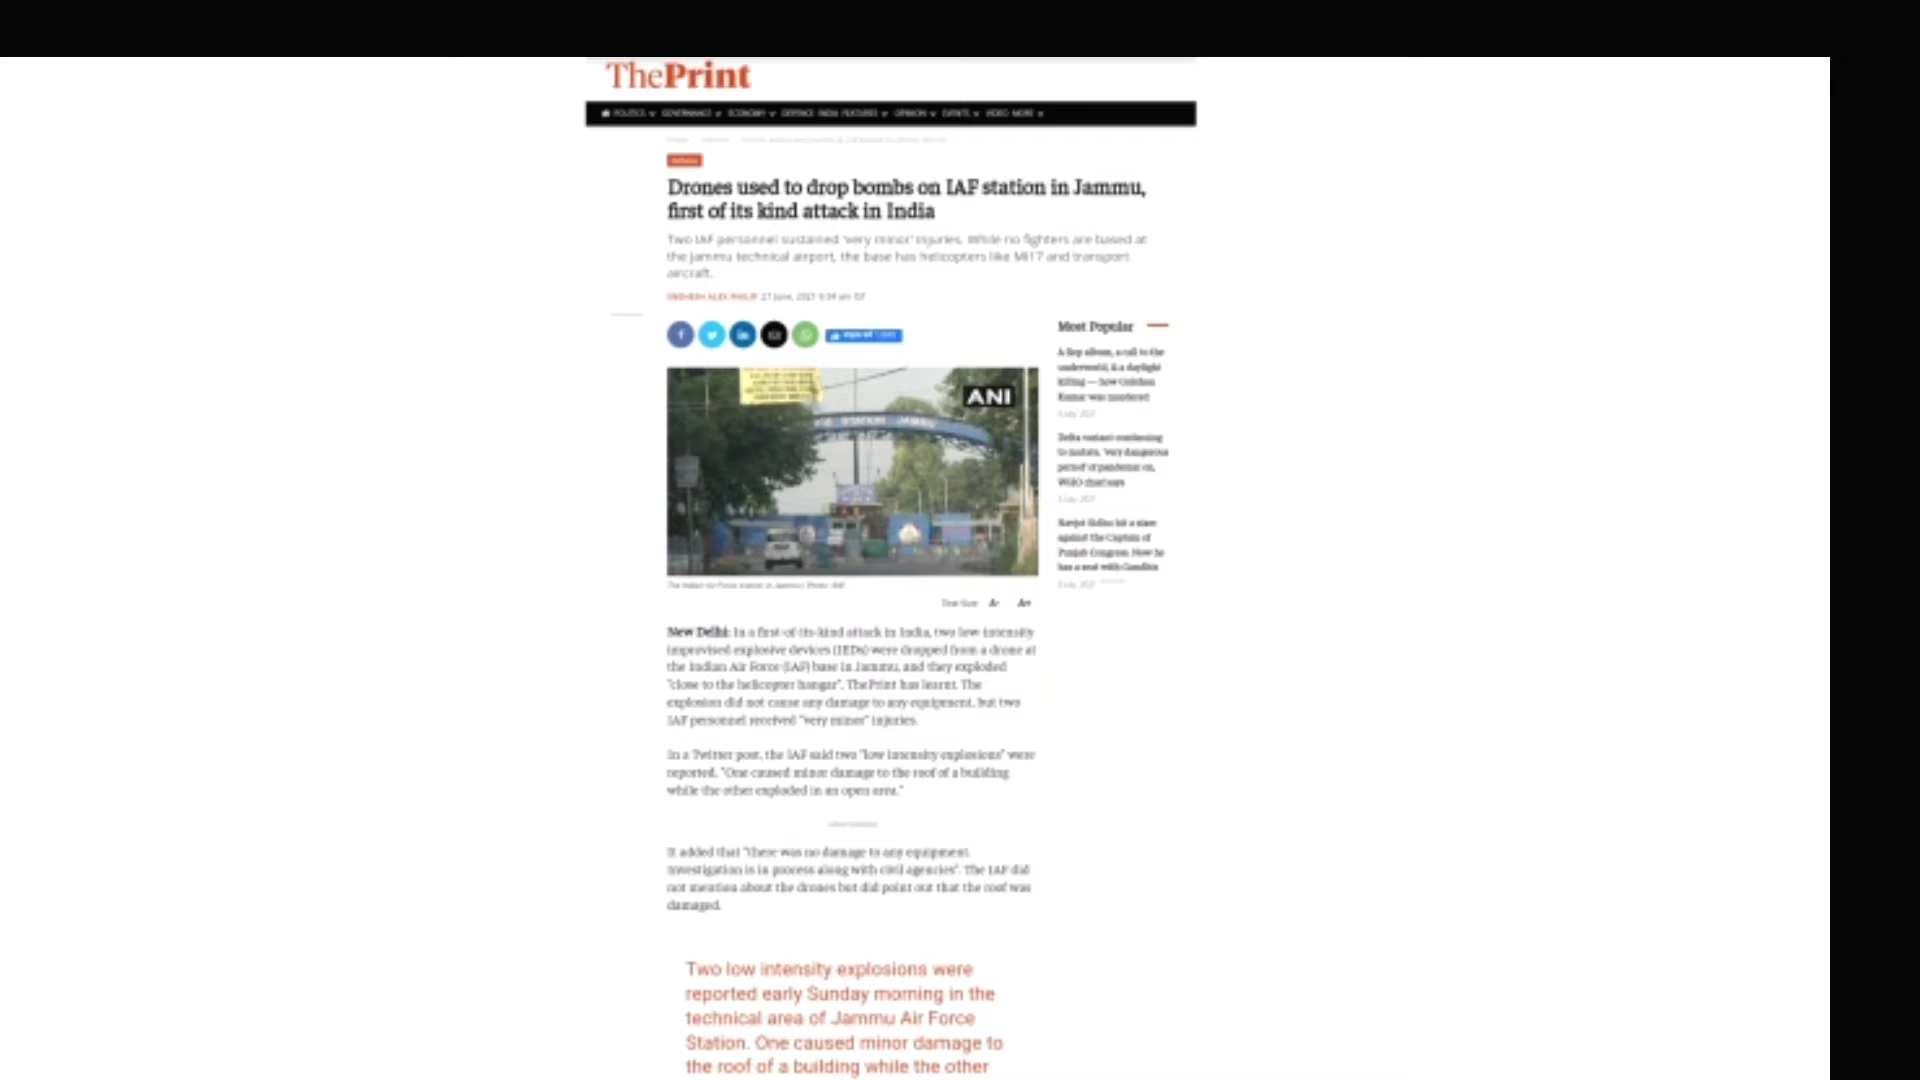 ThePrint
POLITICS GOVERNANCE ECONOMY DEFENCE INDIA FEATURES OPINION EVENTS VIDEO MORE
Drones used to drop bombs on IAF station in Jammu,
first of its kind attack in India
Two IAF personnel sustained 'very minor' injuries. While no fighters are based at
the Jammu technical airport, the base has helicopters like Mi17 and transport
aircraft.
SNEHESH ALEX PHILIP 27 June, 2021 9:34 am IST
Most Popular
A hep album, a call to the
underworld, & a daylight
killing — how Gulshan
Kumar was murdered
Delta variant continuing
to mutate, 'very dangerous
period' of pandemic on,
WHO chief says
Navjot Sidhu hit a store
against the Captain of
Punjab Congress. Now he
has a seat with Gandhis
ANI
STATION JAMMU
The Indian Air Force station in Jammu| Photo: ANI
Text Size: A- A+
New Delhi: In a first-of-its-kind attack in India, two low-intensity
improvised explosive devices (IEDs) were dropped from a drone at
the Indian Air Force (IAF) base in Jammu, and they exploded
"close to the helicopter hangar", ThePrint has learnt. The
explosion did not cause any damage to any equipment, but two
IAF personnel received "very minor" injuries.
In a Twitter post, the IAF said two "low intensity explosions" were
reported. "One caused minor damage to the roof of a building
while the other exploded in an open area."
It added that "there was no damage to any equipment.
Investigation is in process along with civil agencies". The IAF did
not mention about the drones but did point out that the roof was
damaged.
Two low intensity explosions were
reported early Sunday morning in the
technical area of Jammu Air Force
Station. One caused minor damage to
the roof of a building while the other